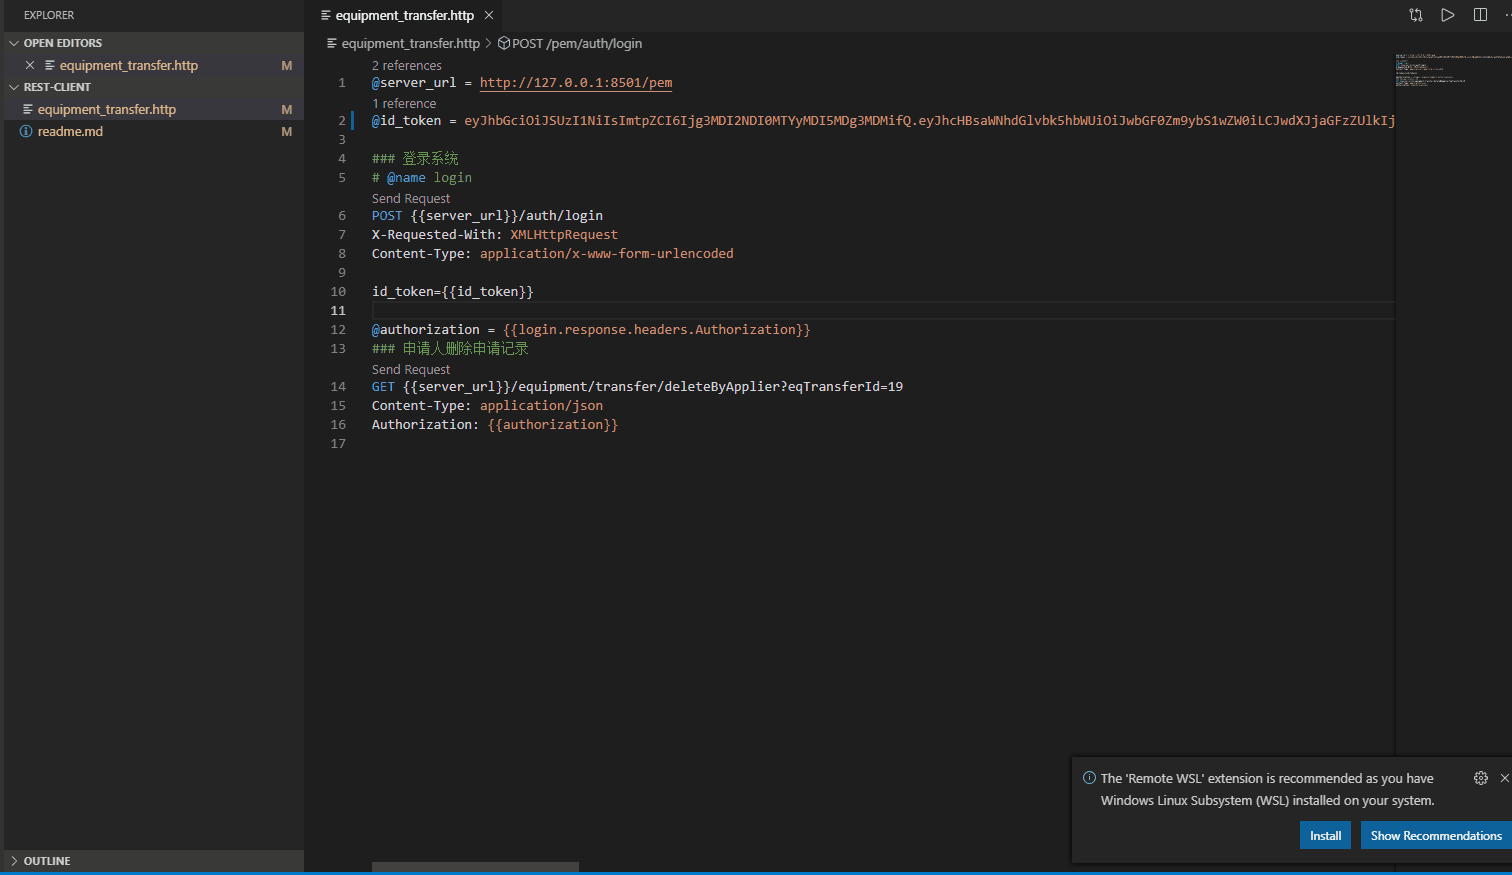 EXPLORER
OPEN EDITORS
equipment_transfer.http M
REST-CLIENT
equipment_transfer.http M
readme.md M
OUTLINE
equipment_transfer.http
equipment_transfer.http > POST /pem/auth/login
2 references
1 @server_url = http://127.0.0.1:8501/pem
1 reference
2 @id_token = eyJhbGciOiJSUzI1NiIsImtpZCI6Ijg3MDI2NDI0MTYyMDI5MDg3MDMifQ.eyJhcHBsaWNhdGlvbk5hbWUiOiJwbGF0Zm9ybS1wZW0iLCJwdXJjaGFzZUlkIj
3
4 ### 登录系统
5 # @name login
Send Request
6 POST {{server_url}}/auth/login
7 X-Requested-With: XMLHttpRequest
8 Content-Type: application/x-www-form-urlencoded
9
10 id_token={{id_token}}
11
12 @authorization = {{login.response.headers.Authorization}}
13 ### 申请人删除申请记录
Send Request
14 GET {{server_url}}/equipment/transfer/deleteByApplier?eqTransferId=19
15 Content-Type: application/json
16 Authorization: {{authorization}}
17
The 'Remote WSL' extension is recommended as you have
Windows Linux Subsystem (WSL) installed on your system.
Install
Show Recommendations